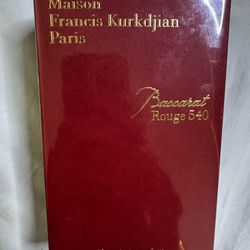 Maison
Francis Kurkdjian
Paris
Baccarat
Rouge 540